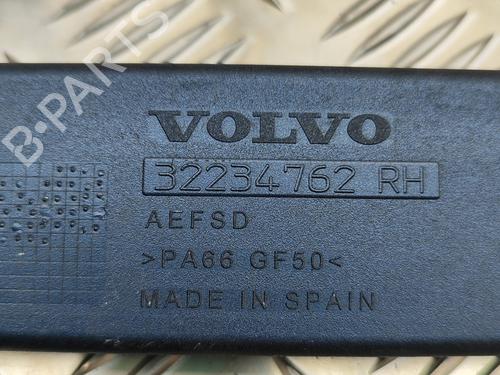 B-PARTS
VOLVO
32234762 RH
AEFSD
>PA66 GF50<
MADE IN SPAIN